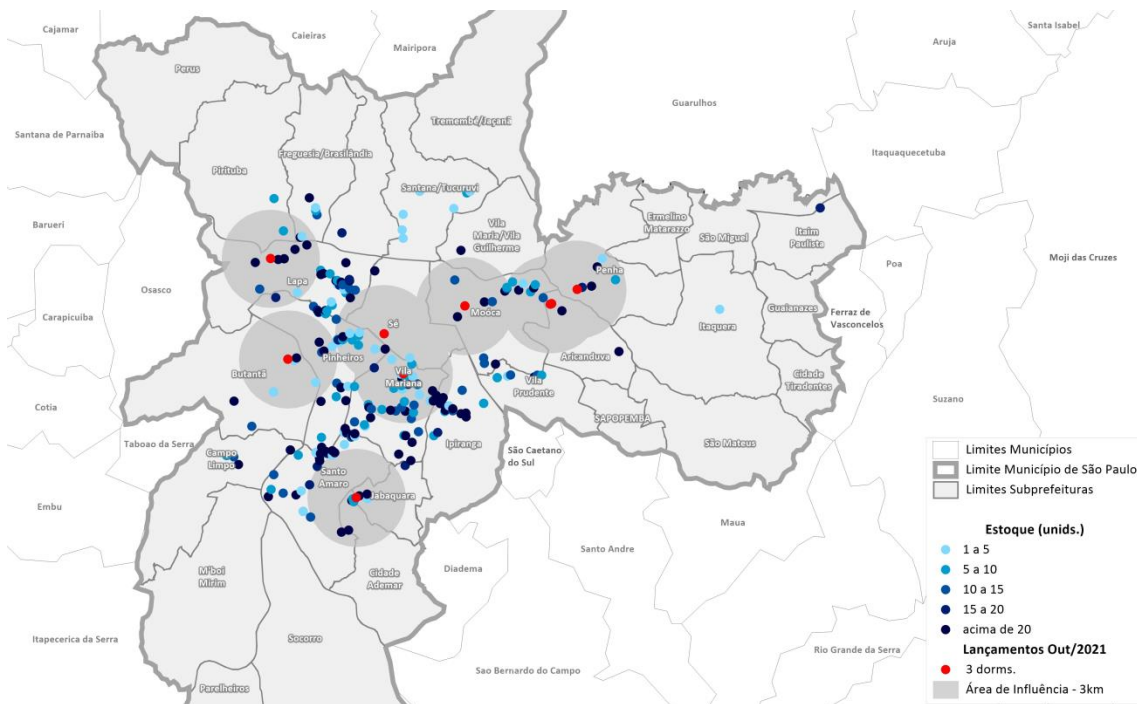 Cajamar
Caieiras
Mairipora
Santa Isabel
Aruja
Perus
Guarulhos
Santana de Parnaiba
Tremembé/Jaçanã
Freguesia/Brasilândia
Itaquaquecetuba
Pirituba
Santana/Tucuruvi
Barueri
Vila
Maria/Vila
Guilherme
Ermelino
Matarazzo
São Miguel
Itaim
Paulista
Moji das Cruzes
Poa
Penha
Osasco
Lapa
Guaianazes
Ferraz de
Vasconcelos
Carapicuiba
Mooca
Itaquera
Sé
Pinheiros
Aricanduva
Butantã
Vila
Mariana
Vila
Prudente
Cidade
Tiradentes
Suzano
Cotia
SAPOPEMBA
Taboao da Serra
Ipiranga
São Mateus
São Caetano
do Sul
Campo
Limpo
Santo
Amaro
Jabaquara
Embu
Maua
Santo Andre
Diadema
M'boi
Mirim
Cidade
Ademar
Itapecerica da Serra
Socorro
Rio Grande da Serra
Sao Bernardo do Campo
Parelheiros
Limites Municípios
Limite Município de São Paulo
Limites Subprefeituras
Estoque (unids.)
1 a 5
5 a 10
10 a 15
15 a 20
acima de 20
Lançamentos Out/2021
3 dorms.
Área de Influência - 3km